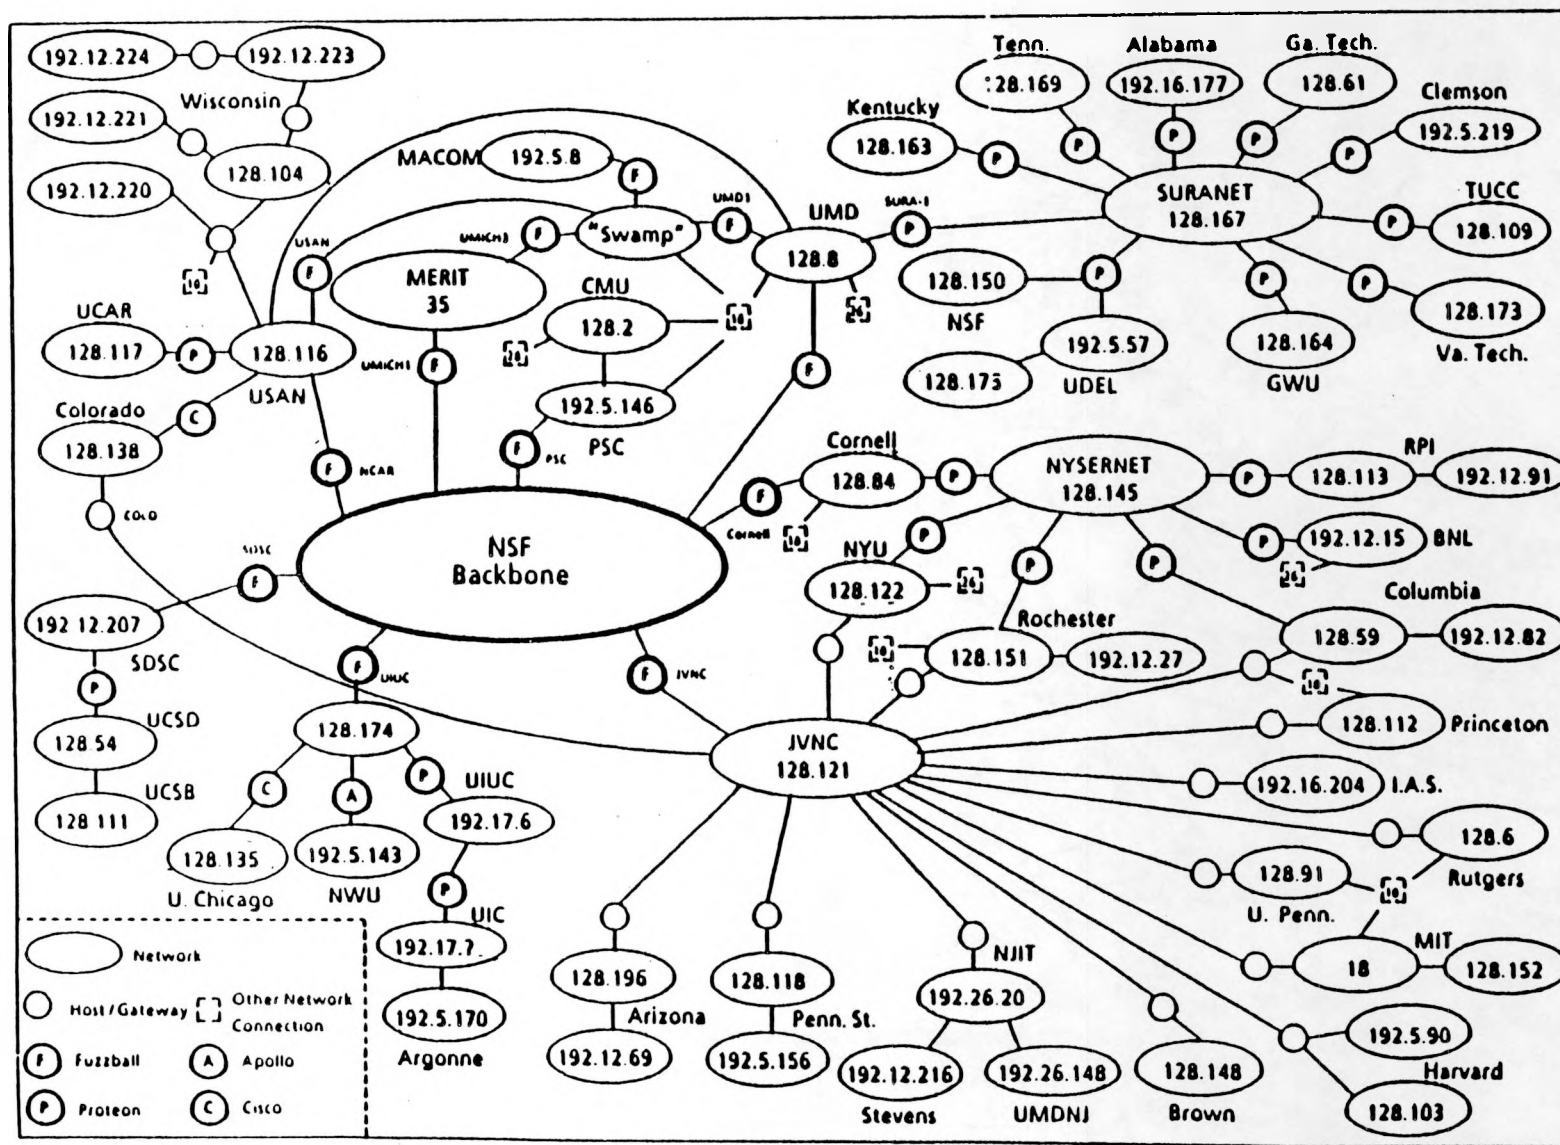 192.12.224
192.12.223
Wisconsin
192.12.221
128.104
192.12.220
10
MACOM
192.5.8
F
UMD1
F
"Swamp"
F
USAN
F
MERIT
35
UMICH1
F
CMU
128.2
10
10
192.5.146
PSC
F
PSC
UMD
128.8
26
F
SURA-1
P
UCAR
128.117
P
128.116
USAN
Colorado
128.138
C
F
NCAR
COLO
Tenn.
128.169
P
Alabama
192.16.177
P
Ga. Tech.
128.61
P
Clemson
192.5.219
P
Kentucky
128.163
P
SURANET
128.167
TUCC
128.109
P
128.150
NSF
P
192.5.57
UDEL
128.175
P
128.164
GWU
P
128.173
Va. Tech.
NSF
Backbone
SDSC
F
192 12.207
SDSC
P
UCSD
128.54
UCSB
128 111
Cornell
128.84
F
Cornell
10
P
NYSERNET
128.145
P
RPI
128.113
192.12.91
P
192.12.15
BNL
26
P
NYU
128.122
26
P
Rochester
128.151
10
192.12.27
P
Columbia
128.59
192.12.82
10
128.112
Princeton
F
UIUC
128.174
C
128.135
U. Chicago
A
192.5.143
NWU
P
UIUC
192.17.6
P
UIC
192.17.7
192.5.170
Argonne
F
JVNC
JVNC
128.121
192.16.204
I.A.S.
128.6
Rutgers
128.91
U. Penn.
10
MIT
18
128.152
192.5.90
Harvard
128.103
128.148
Brown
NJIT
192.26.20
192.12.216
Stevens
192.26.148
UMDNJ
128.118
Penn. St.
192.5.156
128.196
Arizona
192.12.69
Network
Host/Gateway
Other Network
Connection
F
Fuzzball
A
Apollo
P
Proteon
C
Cisco